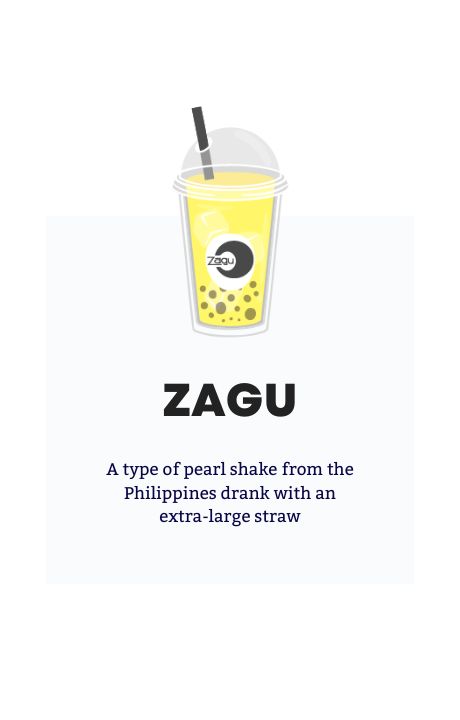 Zagu
ZAGU
A type of pearl shake from the
Philippines drank with an
extra-large straw